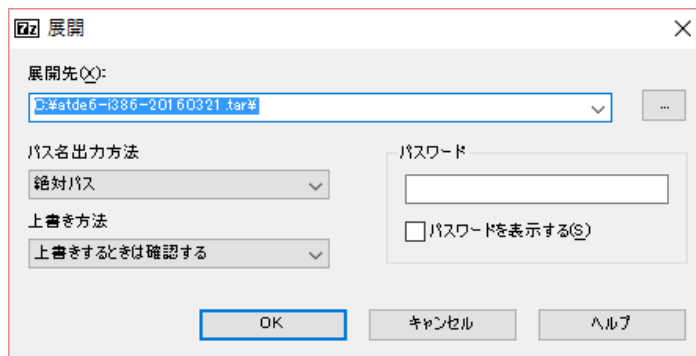 7z 展開
展開先(X):
C:¥atde6-i386-20160321.tar¥
...
パス名出力方法
絶対パス
上書き方法
上書きするときは確認する
パスワード
パスワードを表示する(S)
OK
キャンセル
ヘルプ